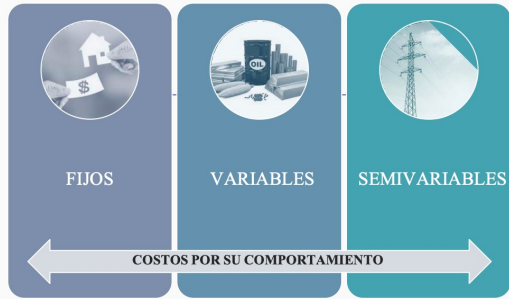 $
OIL
FIJOS
VARIABLES
SEMIVARIABLES
COSTOS POR SU COMPORTAMIENTO